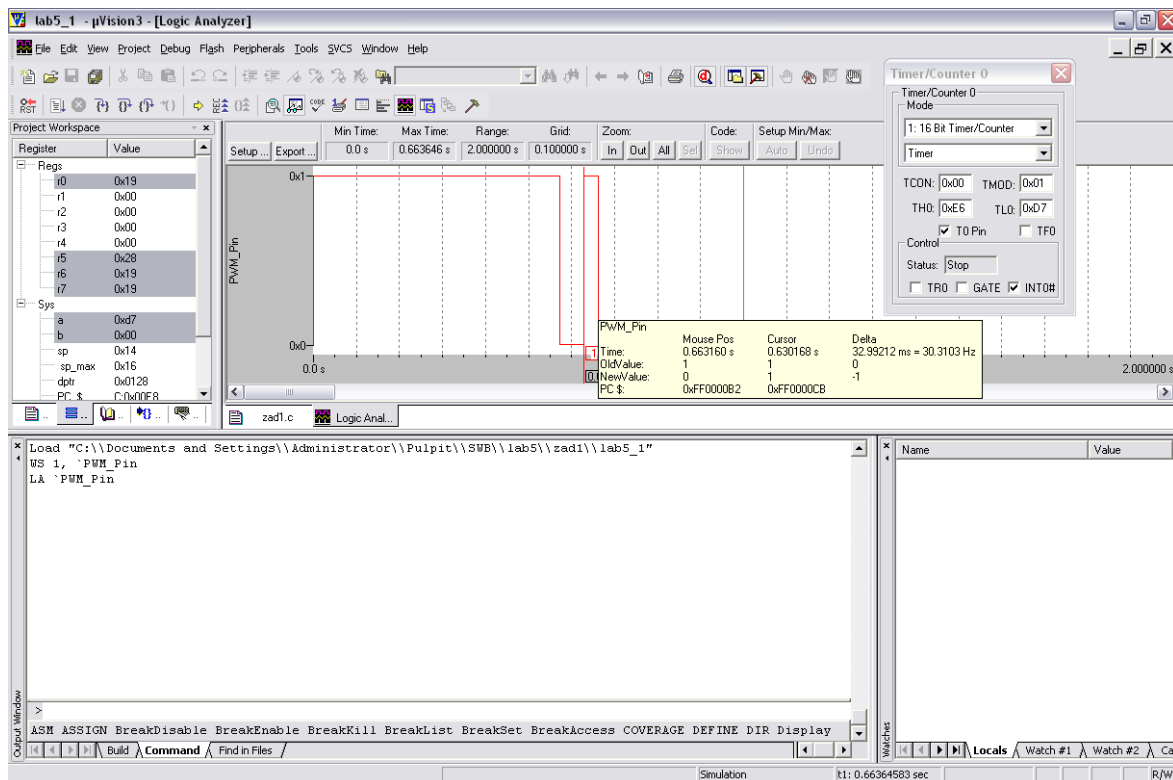 lab5_1 - µVision3 - [Logic Analyzer]
File Edit View Project Debug Flash Peripherals Tools SVCS Window Help
Timer/Counter 0
Timer/Counter 0
Mode
1: 16 Bit Timer/Counter
Timer
TCON: 0x00 TMOD: 0x01
TH0: 0xE6 TL0: 0xD7
T0 Pin TF0
Control
Status: Stop
TR0 GATE INT0#
RST
CODE
Project Workspace
Register Value
Regs
r0 0x19
r1 0x00
r2 0x00
r3 0x00
r4 0x00
r5 0x28
r6 0x19
r7 0x19
Sys
a 0xd7
b 0x00
sp 0x14
sp_max 0x16
dptr 0x0128
PC $ C:0x00E8
Min Time: Max Time: Range: Grid: Zoom: Code: Setup Min/Max:
Setup ... Export ... 0.0 s 0.663646 s 2.000000 s 0.100000 s In Out All Sel Show Auto Undo
0x1
PWM_Pin
0x0
0.0 s
2.000000 s
PWM_Pin
Mouse Pos Cursor Delta
Time: 0.663160 s 0.630168 s 32.99212 ms = 30.3103 Hz
OldValue: 1 1 0
NewValue: 0 1 -1
PC $: 0xFF0000B2 0xFF0000CB
zad1.c Logic Anal...
Load "C:\\Documents and Settings\\Administrator\\Pulpit\\SWB\\lab5\\zad1\\lab5_1"
WS 1, `PWM_Pin
LA `PWM_Pin
>
ASM ASSIGN BreakDisable BreakEnable BreakKill BreakList BreakSet BreakAccess COVERAGE DEFINE DIR Display
Output Window
Build Command Find in Files
Name Value
Watches
Locals Watch #1 Watch #2 Ca
Simulation t1: 0.66364583 sec R/W